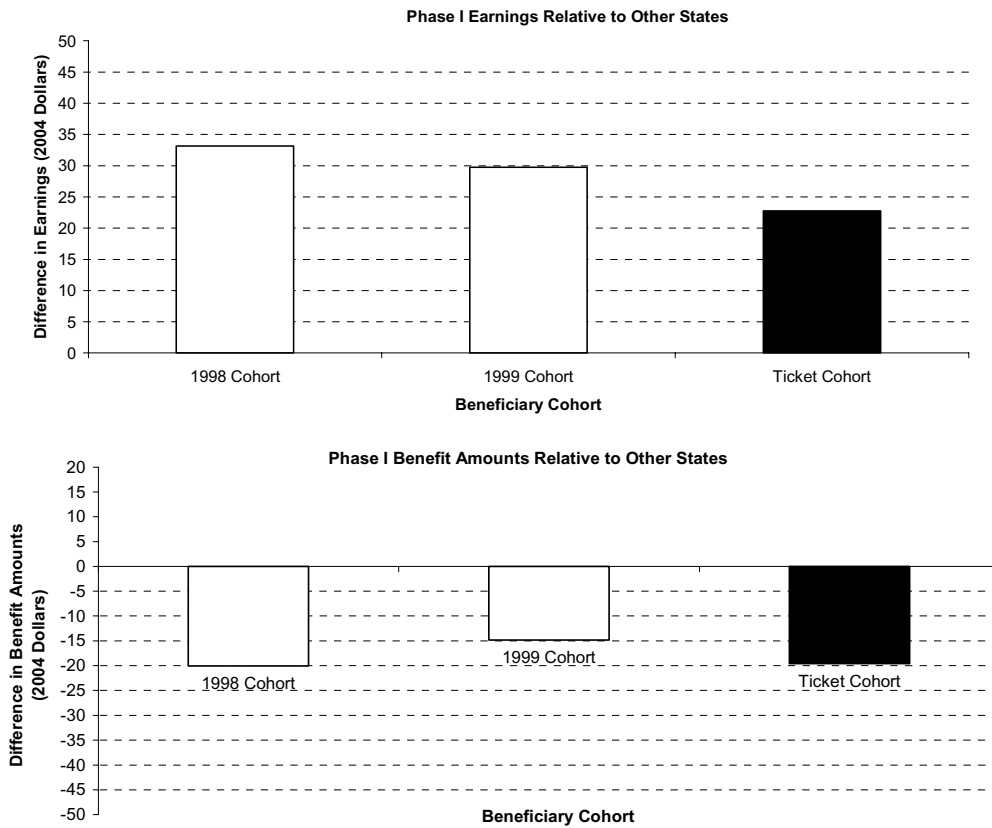 Phase I Earnings Relative to Other States
Difference in Earnings (2004 Dollars)
50
45
40
35
30
25
20
15
10
5
0
1998 Cohort
1999 Cohort
Ticket Cohort
Beneficiary Cohort
Phase I Benefit Amounts Relative to Other States
Difference in Benefit Amounts
(2004 Dollars)
20
15
10
5
0
-5
-10
-15
-20
-25
-30
-35
-40
-45
-50
1998 Cohort
1999 Cohort
Ticket Cohort
Beneficiary Cohort